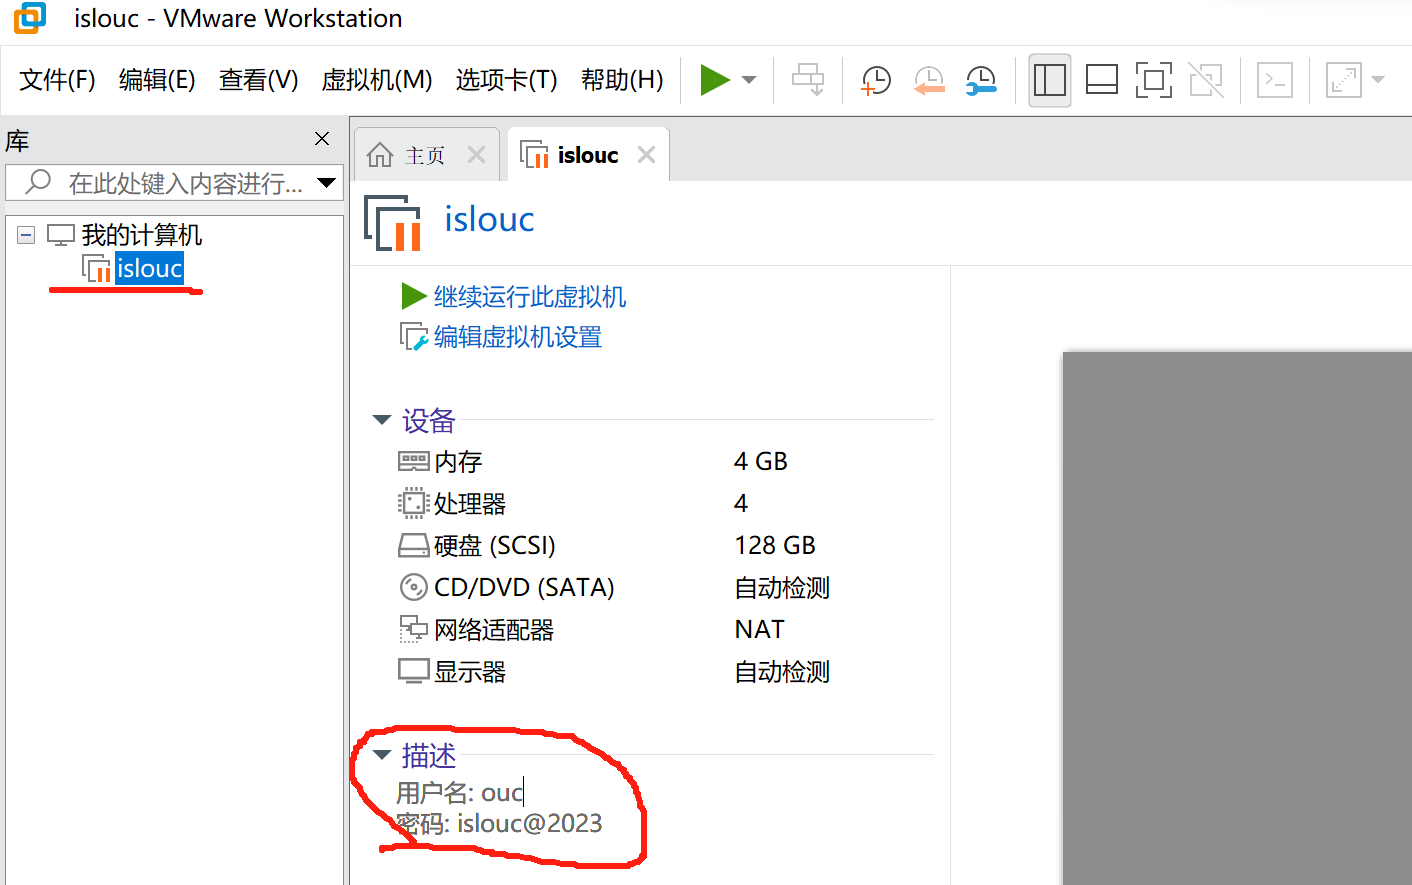 islouc - VMware Workstation
文件(F) 编辑(E) 查看(V) 虚拟机(M) 选项卡(T) 帮助(H)
库
在此处键入内容进行...
我的计算机
islouc
主页 islouc
islouc
继续运行此虚拟机
编辑虚拟机设置
设备
内存 4 GB
处理器 4
硬盘 (SCSI) 128 GB
CD/DVD (SATA) 自动检测
网络适配器 NAT
显示器 自动检测
描述
用户名: ouc
密码: islouc@2023